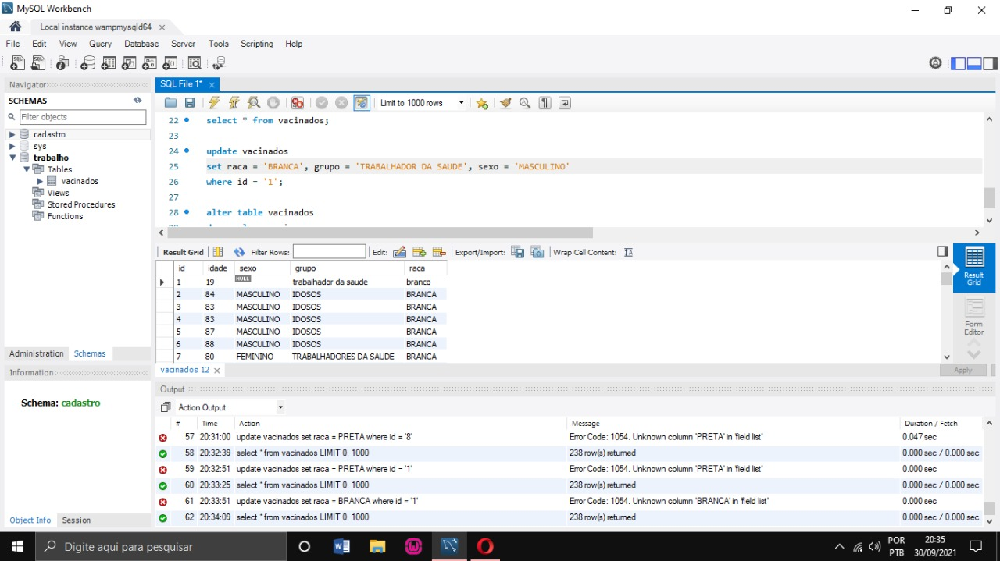 MySQL Workbench
Local instance wampmysqld64
File Edit View Query Database Server Tools Scripting Help
Navigator
SCHEMAS
Filter objects
cadastro
sys
trabalho
Tables
vacinados
Views
Stored Procedures
Functions
Administration Schemas
Information
Schema: cadastro
Object Info Session
SQL File 1*
Limit to 1000 rows
22 select * from vacinados;
23
24 update vacinados
25 set raca = 'BRANCA', grupo = 'TRABALHADOR DA SAUDE', sexo = 'MASCULINO'
26 where id = '1';
27
28 alter table vacinados
Result Grid Filter Rows: Edit: Export/Import: Wrap Cell Content:
id idade sexo grupo raca
1 19 NULL trabalhador da saude branco
2 84 MASCULINO IDOSOS BRANCA
3 83 MASCULINO IDOSOS BRANCA
4 83 MASCULINO IDOSOS BRANCA
5 87 MASCULINO IDOSOS BRANCA
6 88 MASCULINO IDOSOS BRANCA
7 80 FEMININO TRABALHADORES DA SAUDE BRANCA
Result
Grid
Form
Editor
vacinados 12
Apply
Output
Action Output
# Time Action Message Duration / Fetch
57 20:31:00 update vacinados set raca = PRETA where id = '8' Error Code: 1054. Unknown column 'PRETA' in 'field list' 0.047 sec
58 20:32:39 select * from vacinados LIMIT 0, 1000 238 row(s) returned 0.000 sec / 0.000 sec
59 20:32:51 update vacinados set raca = PRETA where id = '1' Error Code: 1054. Unknown column 'PRETA' in 'field list' 0.000 sec
60 20:33:25 select * from vacinados LIMIT 0, 1000 238 row(s) returned 0.000 sec / 0.000 sec
61 20:33:51 update vacinados set raca = BRANCA where id = '1' Error Code: 1054. Unknown column 'BRANCA' in 'field list' 0.000 sec
62 20:34:09 select * from vacinados LIMIT 0, 1000 238 row(s) returned 0.000 sec / 0.000 sec
Digite aqui para pesquisar
POR 20:35
PTB 30/09/2021